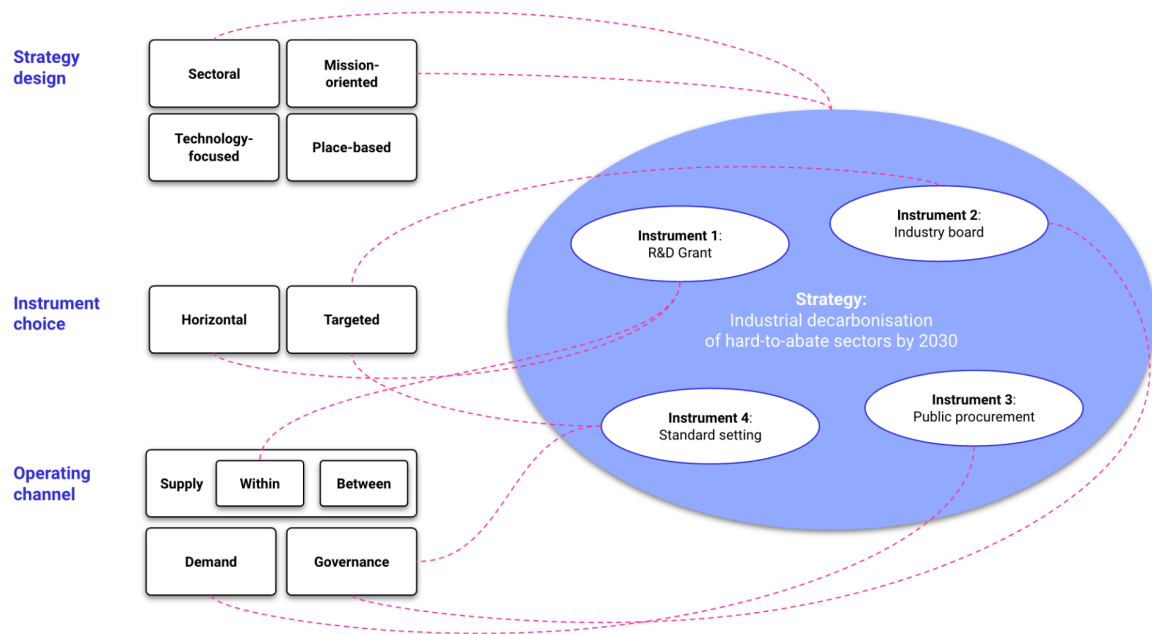 Strategy
design
Sectoral
Mission-
oriented
Technology-
focused
Place-based
Instrument
choice
Horizontal
Targeted
Operating
channel
Supply
Within
Between
Demand
Governance
Instrument 1:
R&D Grant
Instrument 2:
Industry board
Strategy:
Industrial decarbonisation
of hard-to-abate sectors by 2030
Instrument 4:
Standard setting
Instrument 3:
Public procurement